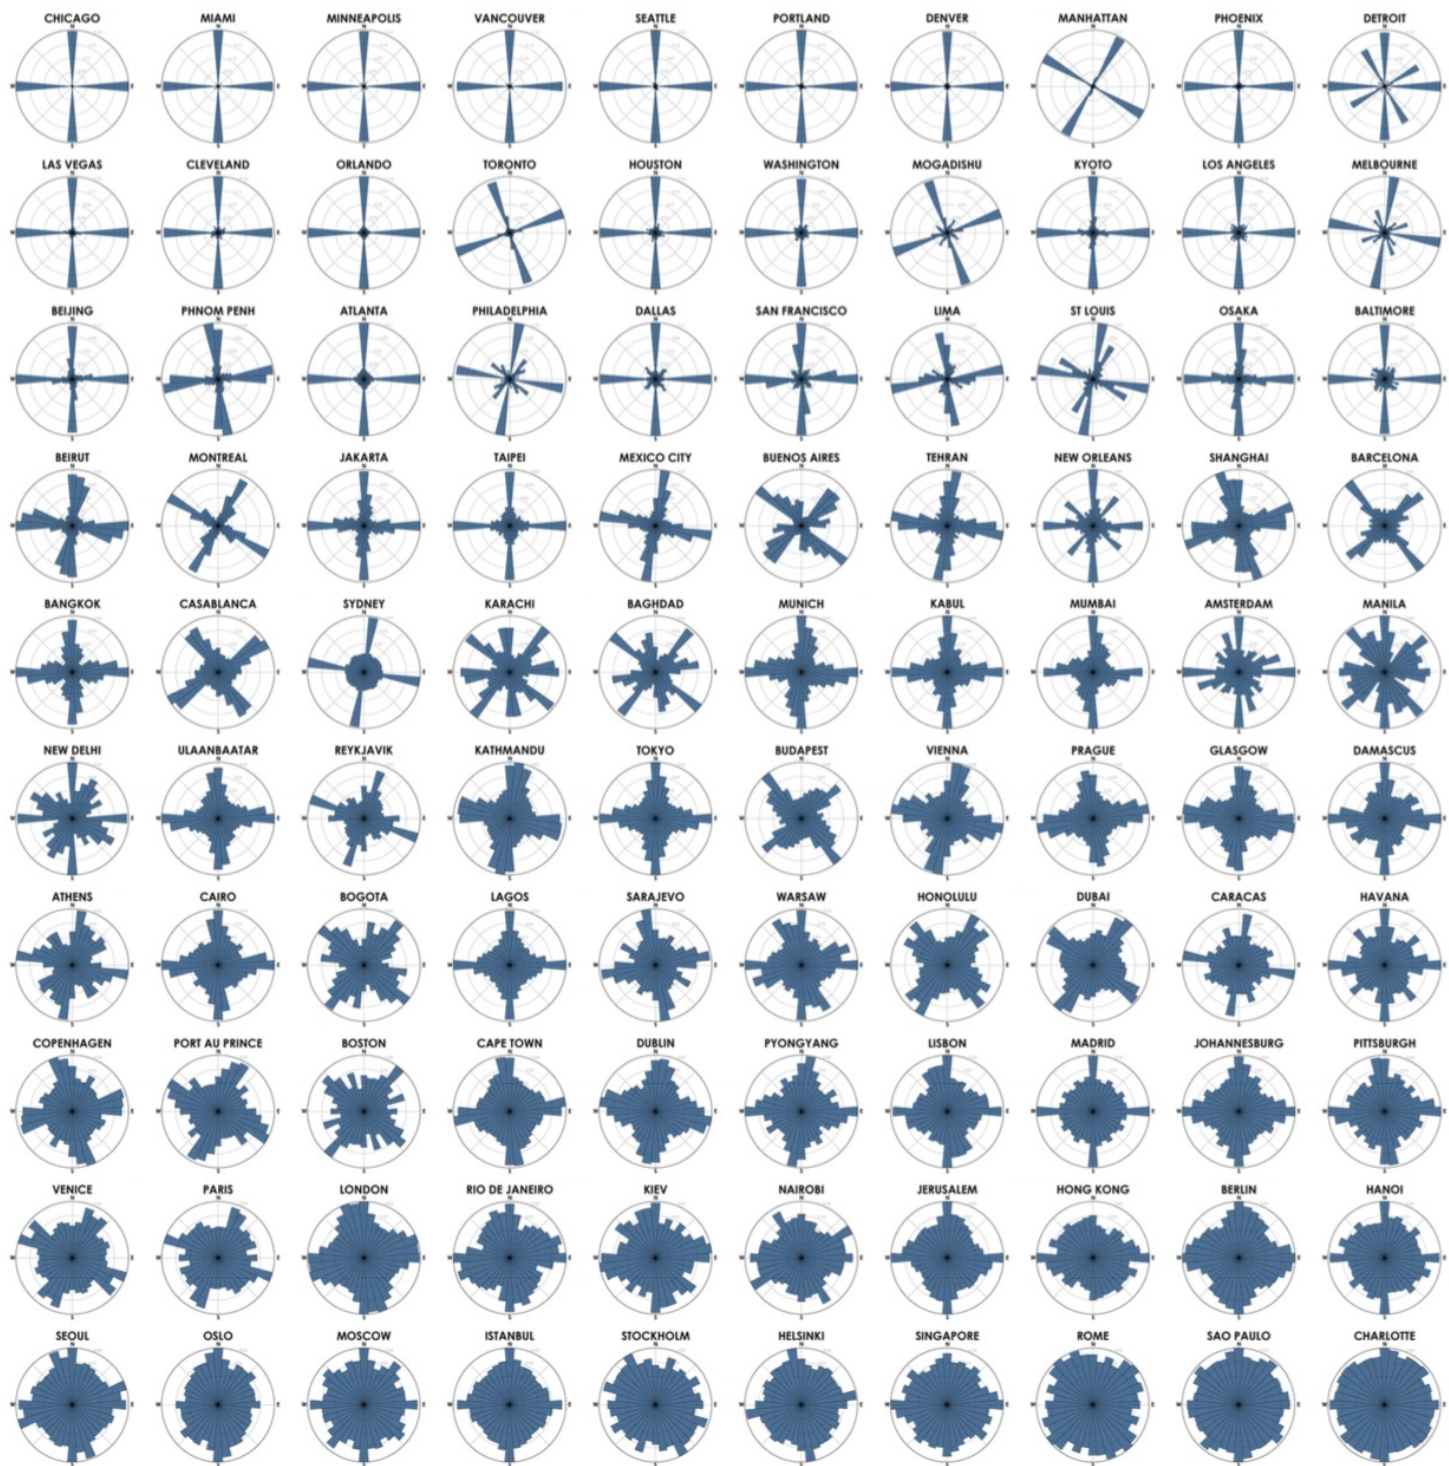 CHICAGO MIAMI MINNEAPOLIS VANCOUVER SEATTLE PORTLAND DENVER MANHATTAN PHOENIX DETROIT
N N N N N N N N N N
W E W E W E W E W E W E W E W E W E W E
S S S S S S S S S S
LAS VEGAS CLEVELAND ORLANDO TORONTO HOUSTON WASHINGTON MOGADISHU KYOTO LOS ANGELES MELBOURNE
N N N N N N N N N N
W E W E W E W E W E W E W E W E W E W E
S S S S S S S S S S
BEIJING PHNOM PENH ATLANTA PHILADELPHIA DALLAS SAN FRANCISCO LIMA ST LOUIS OSAKA BALTIMORE
N N N N N N N N N N
W E W E W E W E W E W E W E W E W E W E
S S S S S S S S S S
BEIRUT MONTREAL JAKARTA TAIPEI MEXICO CITY BUENOS AIRES TEHRAN NEW ORLEANS SHANGHAI BARCELONA
N N N N N N N N N N
W E W E W E W E W E W E W E W E W E W E
S S S S S S S S S S
BANGKOK CASABLANCA SYDNEY KARACHI BAGHDAD MUNICH KABUL MUMBAI AMSTERDAM MANILA
N N N N N N N N N N
W E W E W E W E W E W E W E W E W E W E
S S S S S S S S S S
NEW DELHI ULAANBAATAR REYKJAVIK KATHMANDU TOKYO BUDAPEST VIENNA PRAGUE GLASGOW DAMASCUS
N N N N N N N N N N
W E W E W E W E W E W E W E W E W E W E
S S S S S S S S S S
ATHENS CAIRO BOGOTA LAGOS SARAJEVO WARSAW HONOLULU DUBAI CARACAS HAVANA
N N N N N N N N N N
W E W E W E W E W E W E W E W E W E W E
S S S S S S S S S S
COPENHAGEN PORT AU PRINCE BOSTON CAPE TOWN DUBLIN PYONGYANG LISBON MADRID JOHANNESBURG PITTSBURGH
N N N N N N N N N N
W E W E W E W E W E W E W E W E W E W E
S S S S S S S S S S
VENICE PARIS LONDON RIO DE JANEIRO KIEV NAIROBI JERUSALEM HONG KONG BERLIN HANOI
N N N N N N N N N N
W E W E W E W E W E W E W E W E W E W E
S S S S S S S S S S
SEOUL OSLO MOSCOW ISTANBUL STOCKHOLM HELSINKI SINGAPORE ROME SAO PAULO CHARLOTTE
N N N N N N N N N N
W E W E W E W E W E W E W E W E W E W E
S S S S S S S S S S